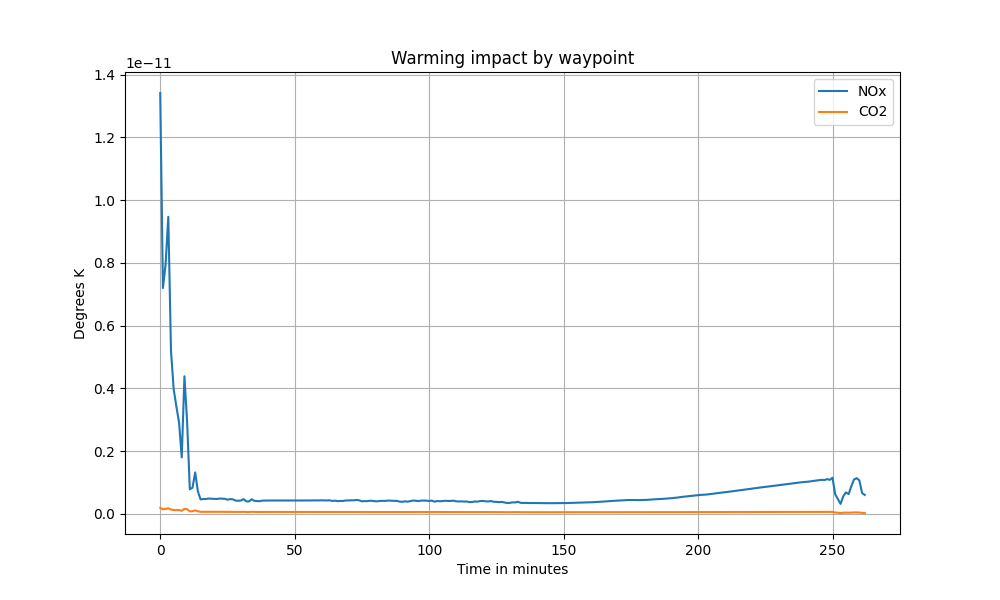 Warming impact by waypoint
1e−11
NOx
CO2
1.4
1.2
1.0
0.8
0.6
0.4
0.2
0.0
Degrees K
0 50 100 150 200 250
Time in minutes